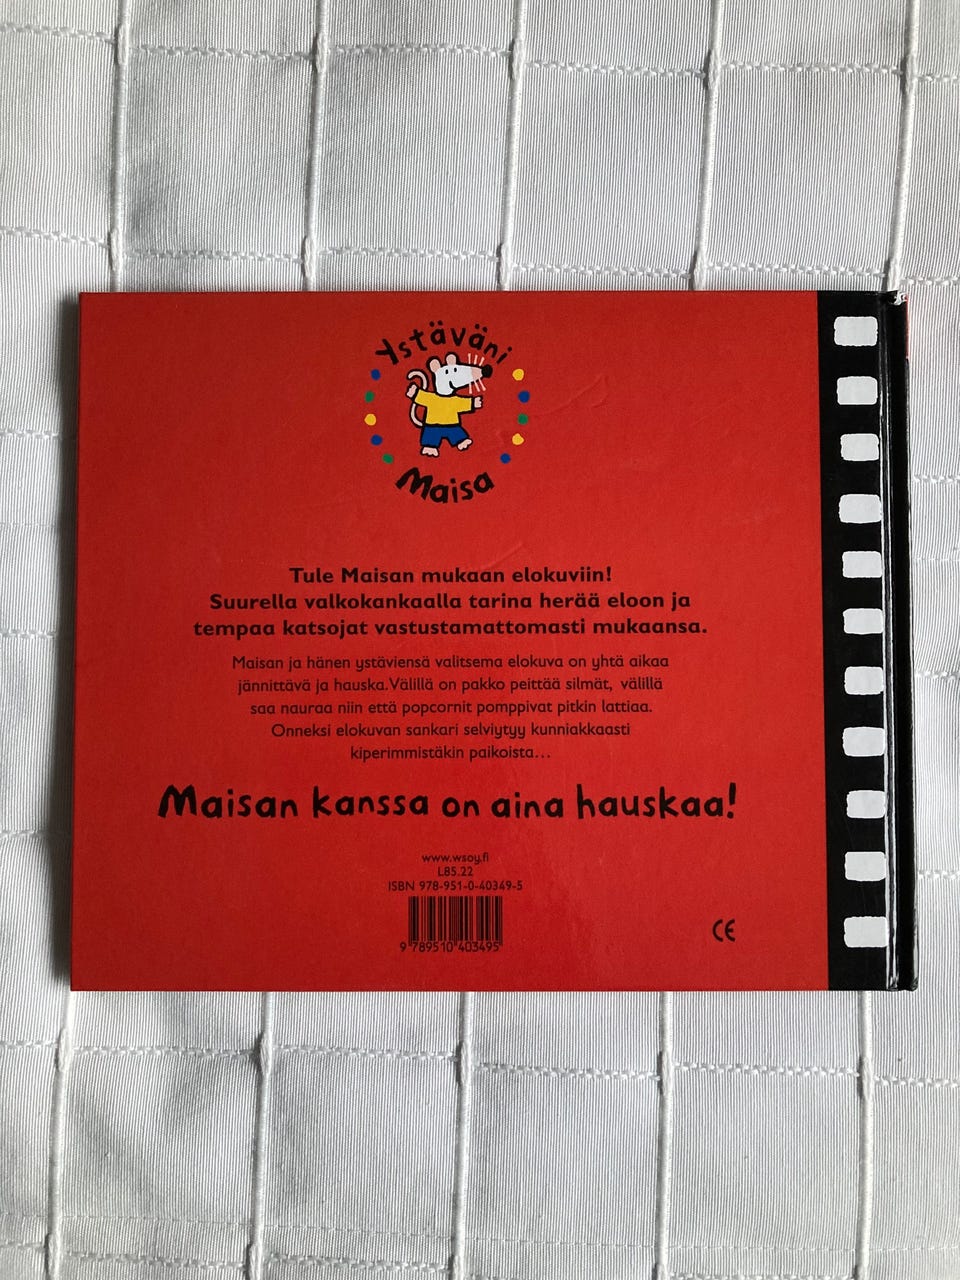 Ystäväni
Maisa
Tule Maisan mukaan elokuviin!
Suurella valkokankaalla tarina herää eloon ja
tempaa katsojat vastustamattomasti mukaansa.
Maisan ja hänen ystäviensä valitsema elokuva on yhtä aikaa
jännittävä ja hauska. Välillä on pakko peittää silmät, välillä
saa nauraa niin että popcornit pomppivat pitkin lattiaa.
Onneksi elokuvan sankari selviytyy kunniakkaasti
kiperimmistäkin paikoista...
Maisan kanssa on aina hauskaa!
www.wsoy.fi
L85.22
ISBN 978-951-0-40349-5
9 789510 403495
CE